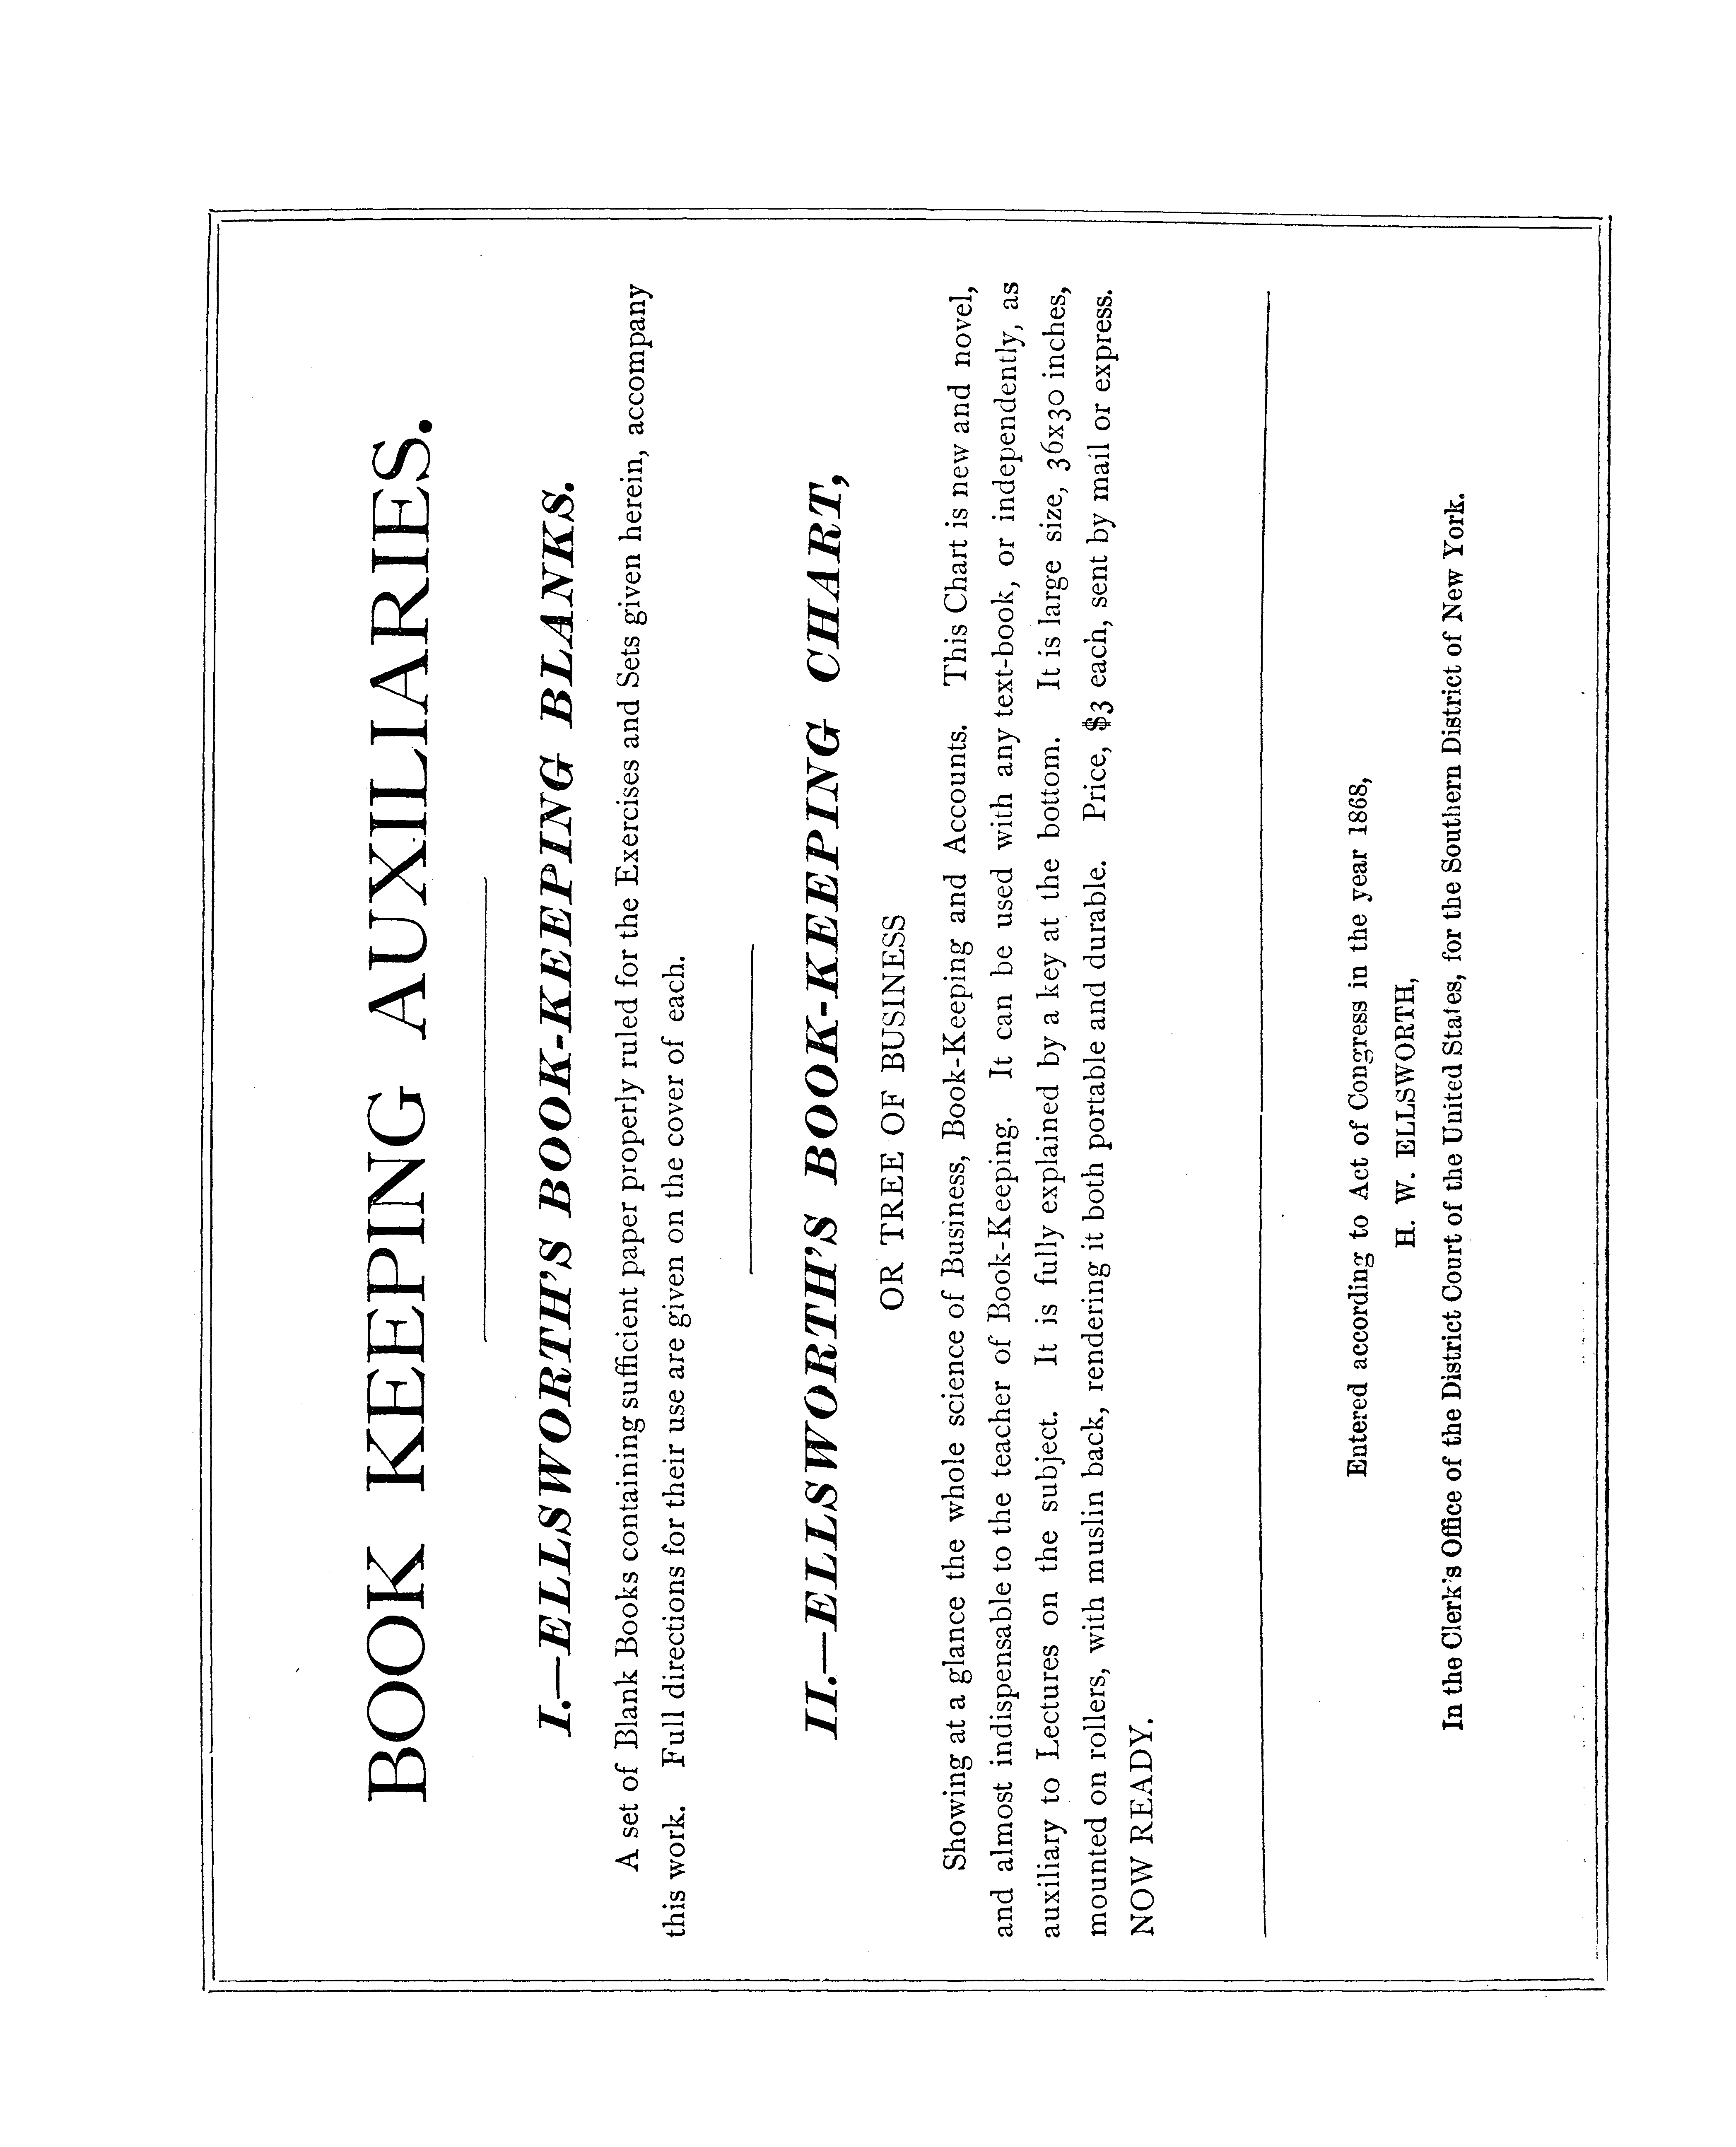 BOOK KEEPING AUXILIARIES.
I.—ELLSWORTH'S BOOK-KEEPING BLANKS.
A set of Blank Books containing sufficient paper properly ruled for the Exercises and Sets given herein, accompany
this work. Full directions for their use are given on the cover of each.
II.—ELLSWORTH'S BOOK-KEEPING CHART,
OR TREE OF BUSINESS
Showing at a glance the whole science of Business, Book-Keeping and Accounts. This Chart is new and novel,
and almost indispensable to the teacher of Book-Keeping. It can be used with any text-book, or independently, as
auxiliary to Lectures on the subject. It is fully explained by a key at the bottom. It is large size, 36x30 inches,
mounted on rollers, with muslin back, rendering it both portable and durable. Price, $3 each, sent by mail or express.
NOW READY.
Entered according to Act of Congress in the year 1868,
H. W. ELLSWORTH,
In the Clerk's Office of the District Court of the United States, for the Southern District of New York.